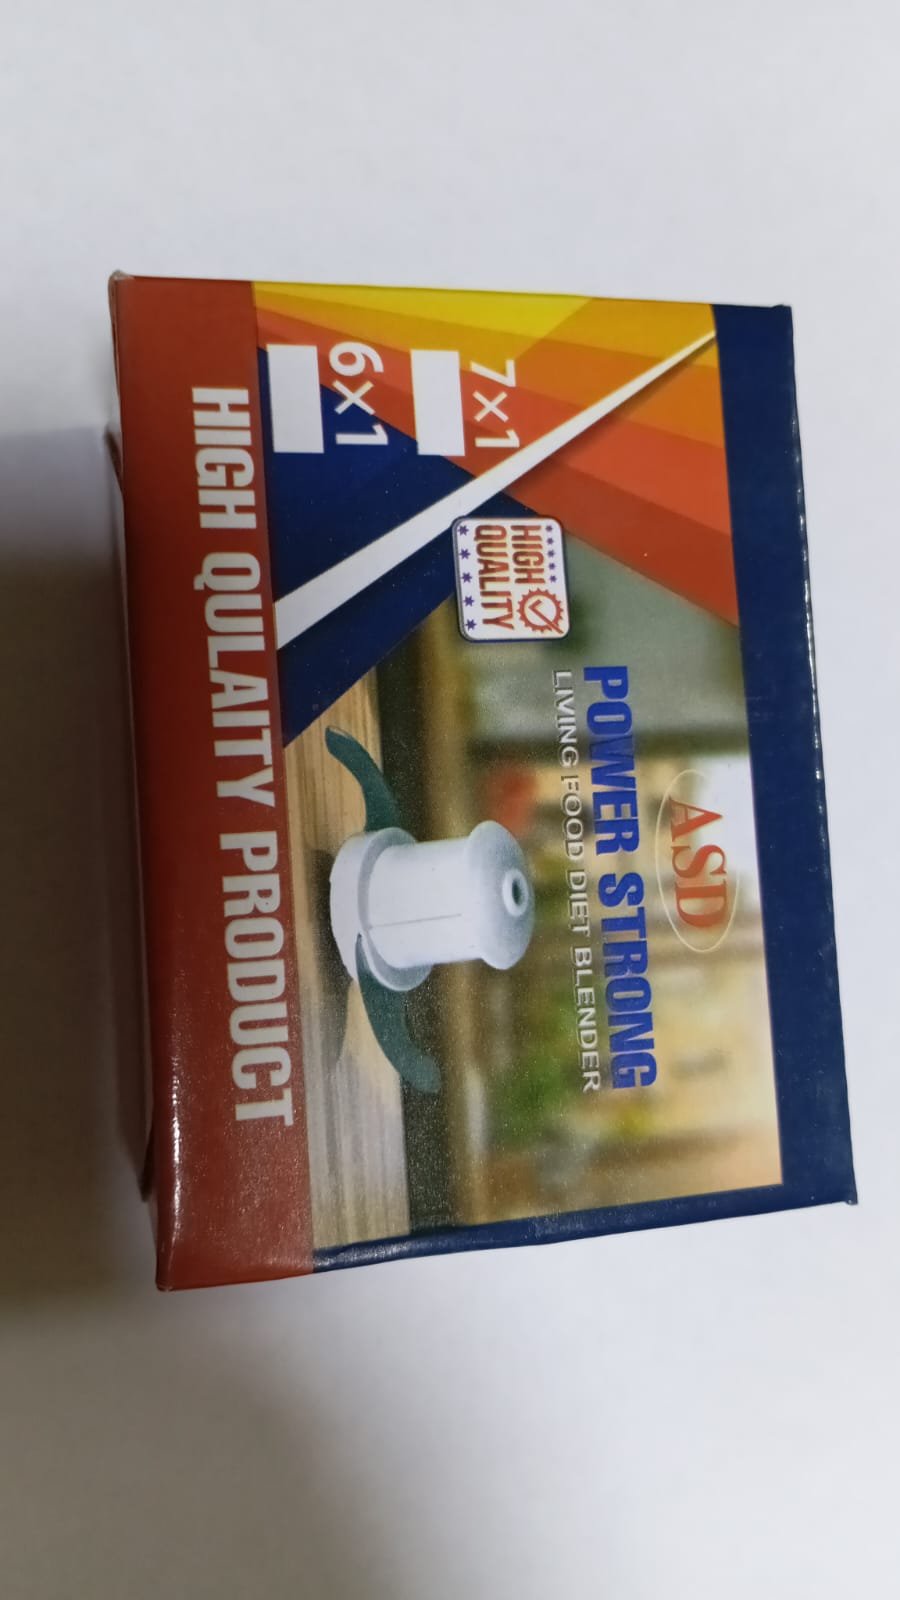 ASD
POWER STRONG
LIVING FOOD DIET BLENDER
HIGH
QUALITY
7×1
6×1
HIGH QULAITY PRODUCT